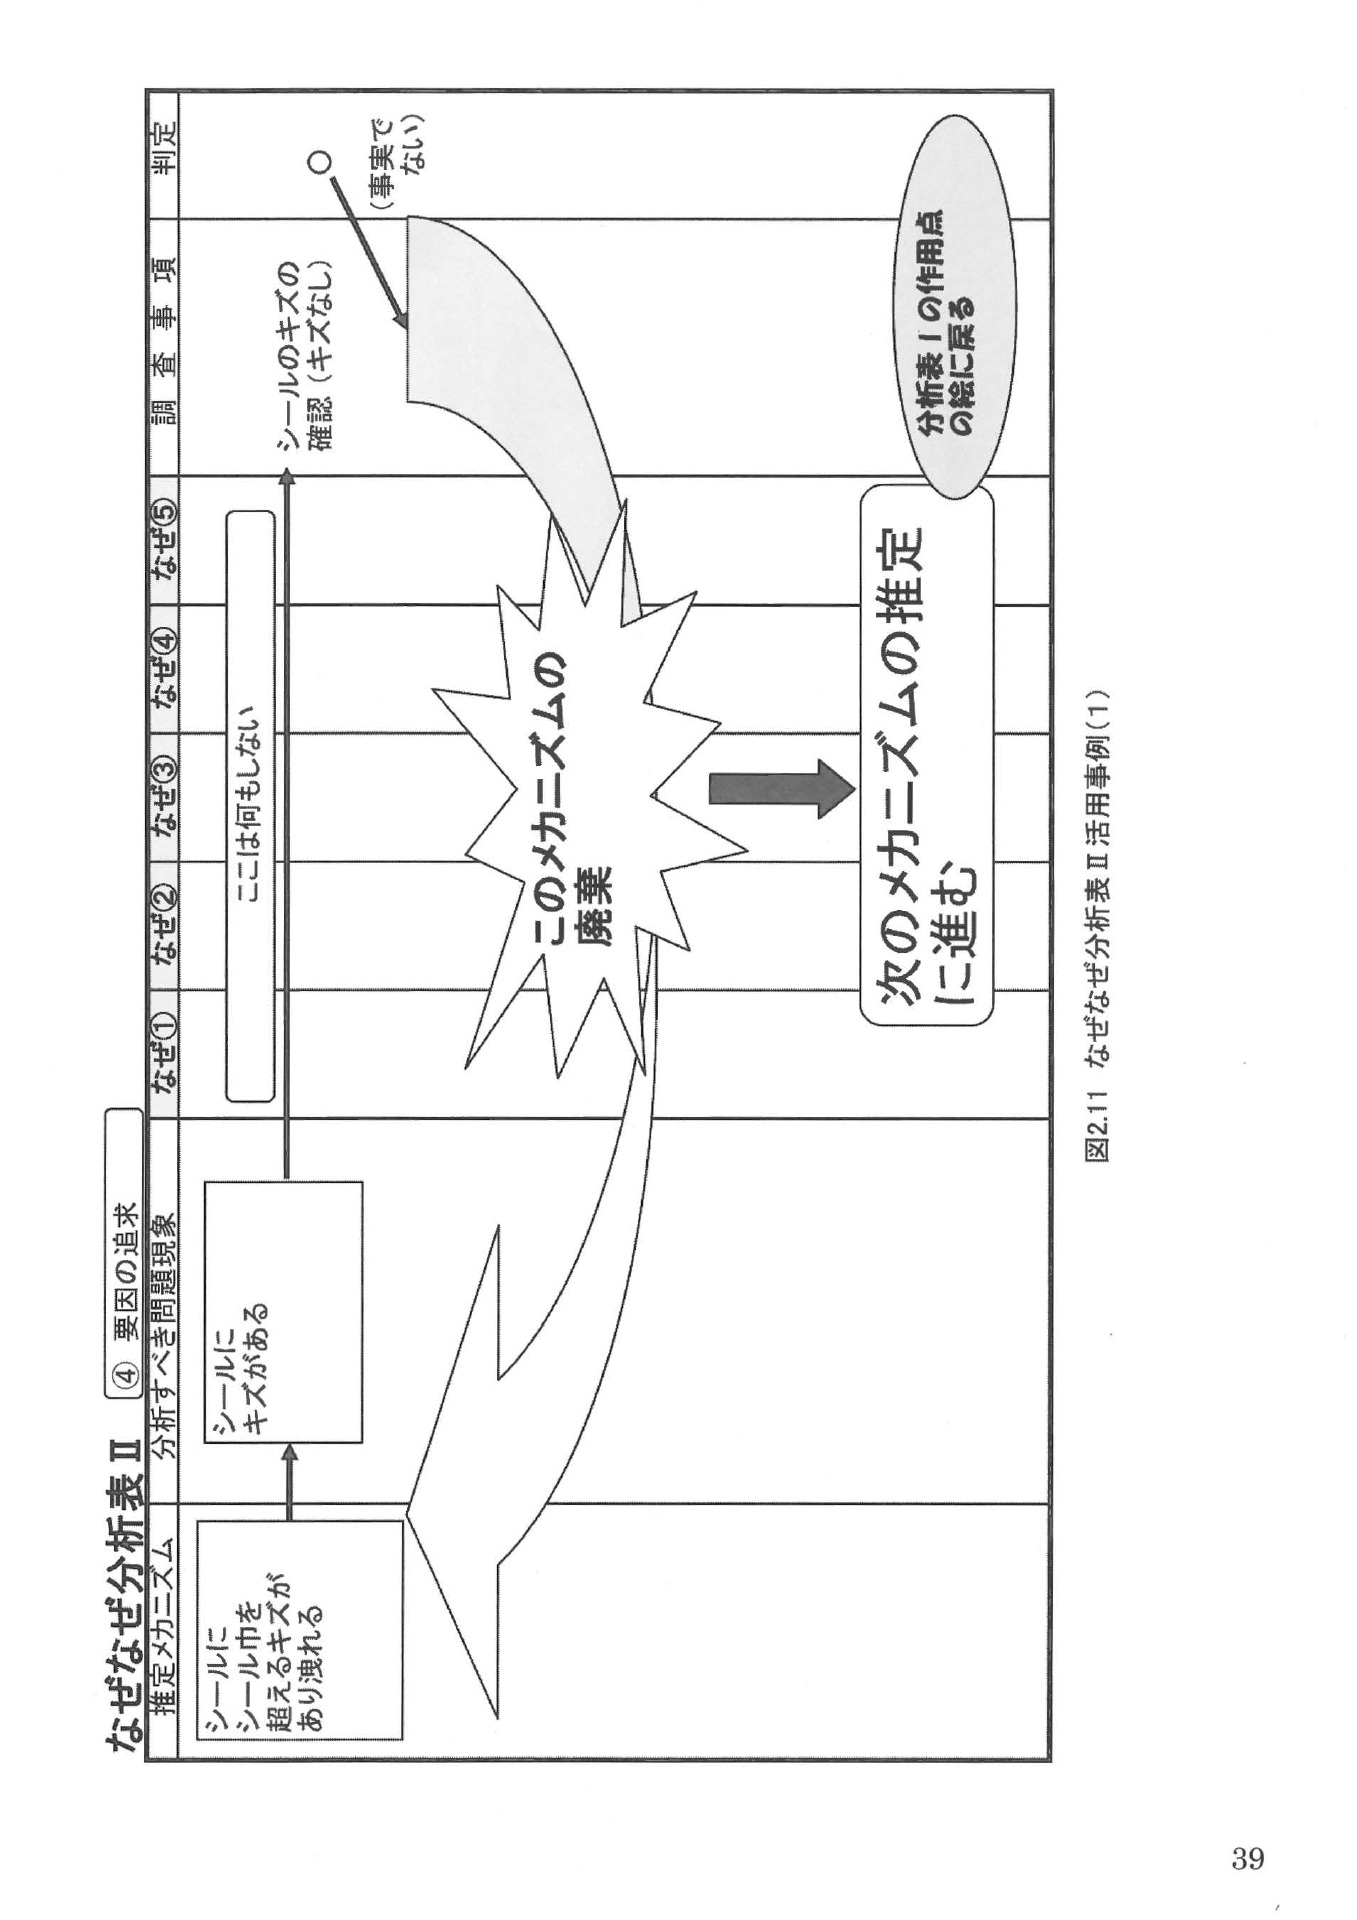 なぜなぜ分析表Ⅱ
④ 要因の追求
推定メカニズム
分析すべき問題現象
なぜ①
なぜ②
なぜ③
なぜ④
なぜ⑤
調査事項
判定
シールに
シール巾を
超えるキズが
あり洩れる
シールに
キズがある
ここは何もしない
シールのキズの
確認（キズなし）
○
（事実で
ない）
このメカニズムの
廃棄
次のメカニズムの推定
に進む
分析表Ⅰの作用点
の絵に戻る
図2.11 なぜなぜ分析表Ⅱ活用事例(1)
39